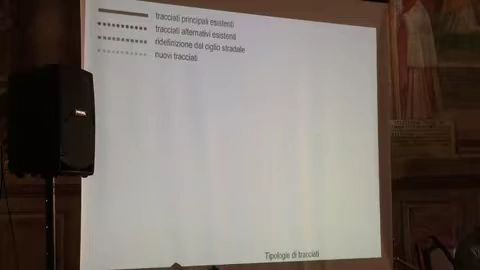 tracciati principali esistenti
tracciati alternativi esistenti
ridefinizione del ciglio stradale
nuovi tracciati
Tipologie di tracciati